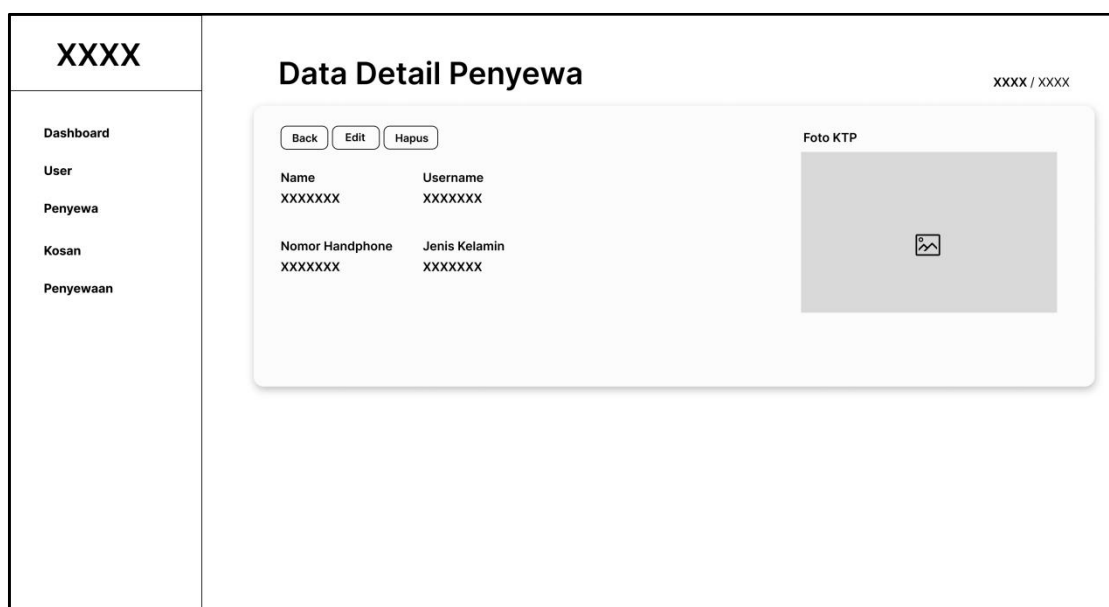 XXXX
Dashboard
User
Penyewa
Kosan
Penyewaan
Data Detail Penyewa
XXXX / XXXX
Back Edit Hapus
Foto KTP
Name Username
XXXXXXX XXXXXXX
Nomor Handphone Jenis Kelamin
XXXXXXX XXXXXXX